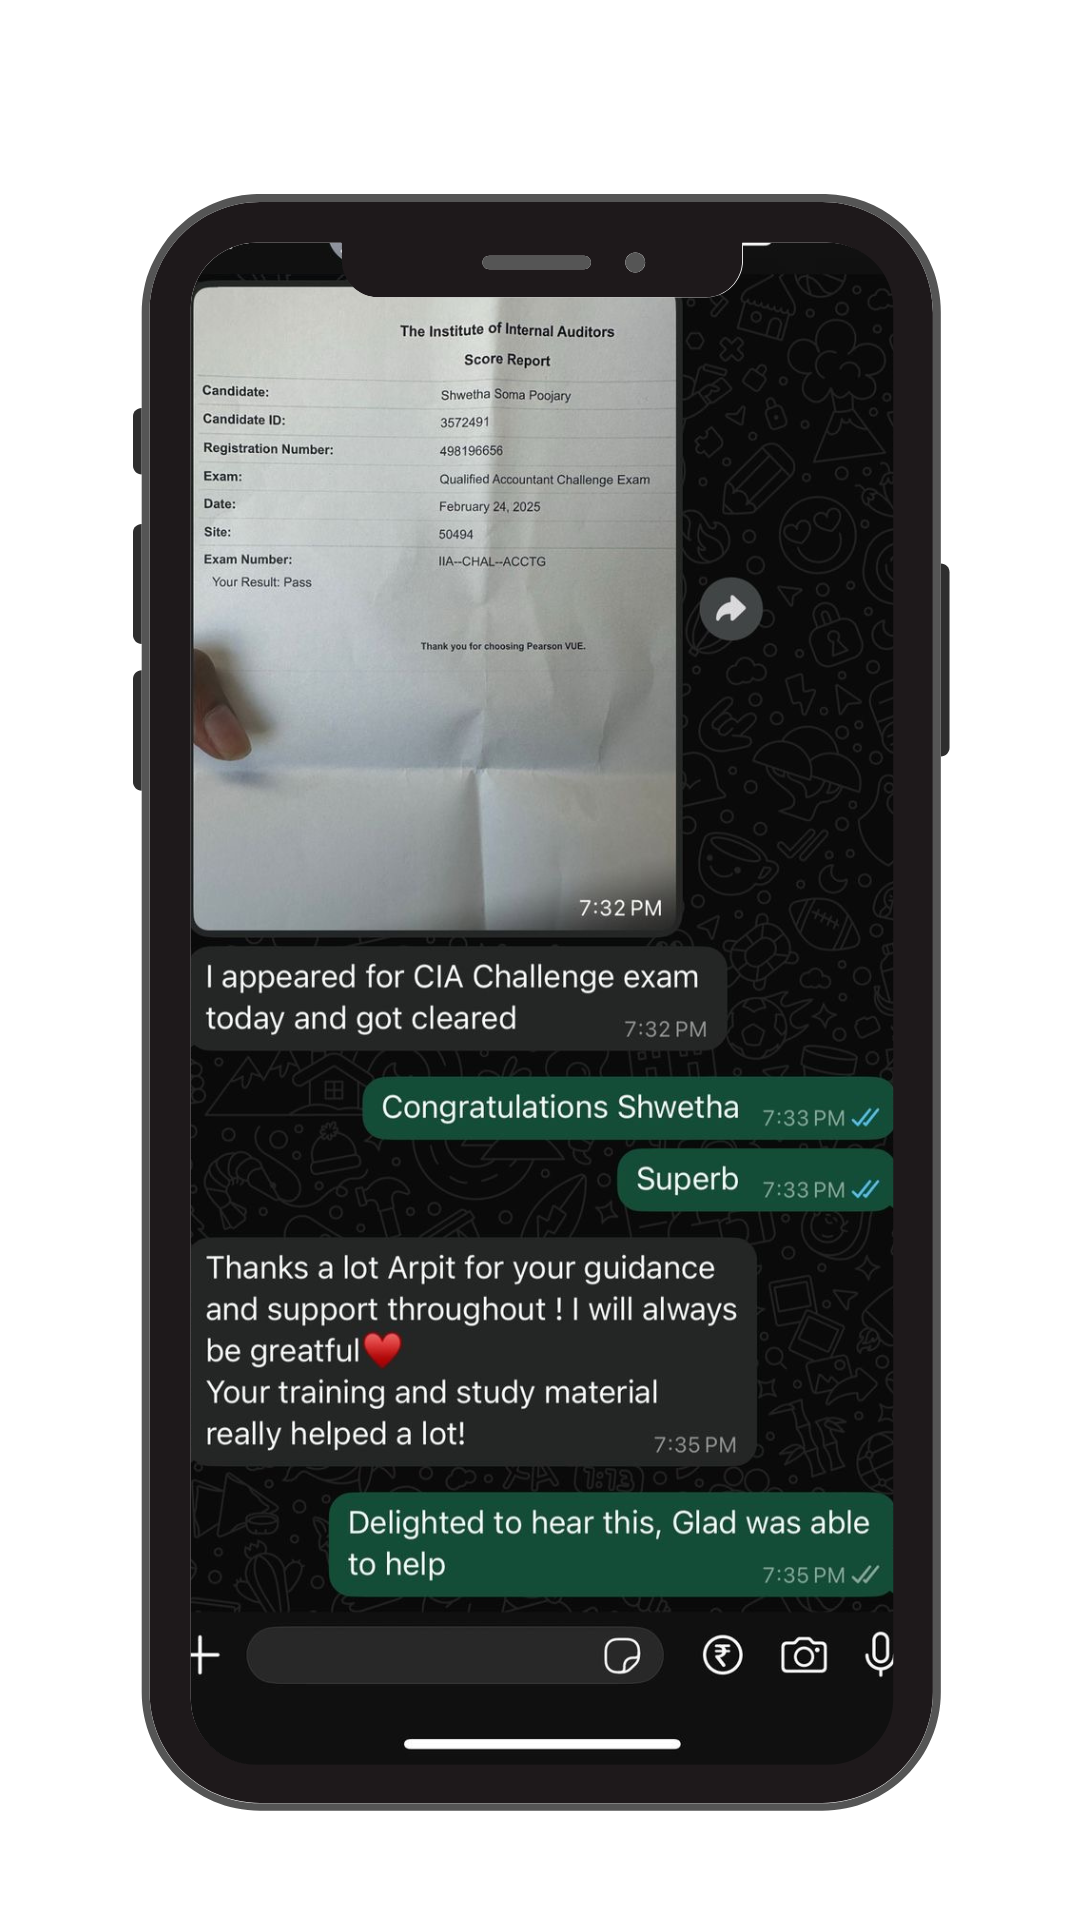 The Institute of Internal Auditors
Score Report
Candidate: Shwetha Soma Poojary
Candidate ID: 3572491
Registration Number: 498196656
Exam: Qualified Accountant Challenge Exam
Date: February 24, 2025
Site: 50494
Exam Number: IIA--CHAL--ACCTG
Your Result: Pass
Thank you for choosing Pearson VUE.
7:32 PM
I appeared for CIA Challenge exam
today and got cleared 7:32 PM
Congratulations Shwetha 7:33 PM
Superb 7:33 PM
Thanks a lot Arpit for your guidance
and support throughout ! I will always
be greatful❤️
Your training and study material
really helped a lot! 7:35 PM
Delighted to hear this, Glad was able
to help 7:35 PM